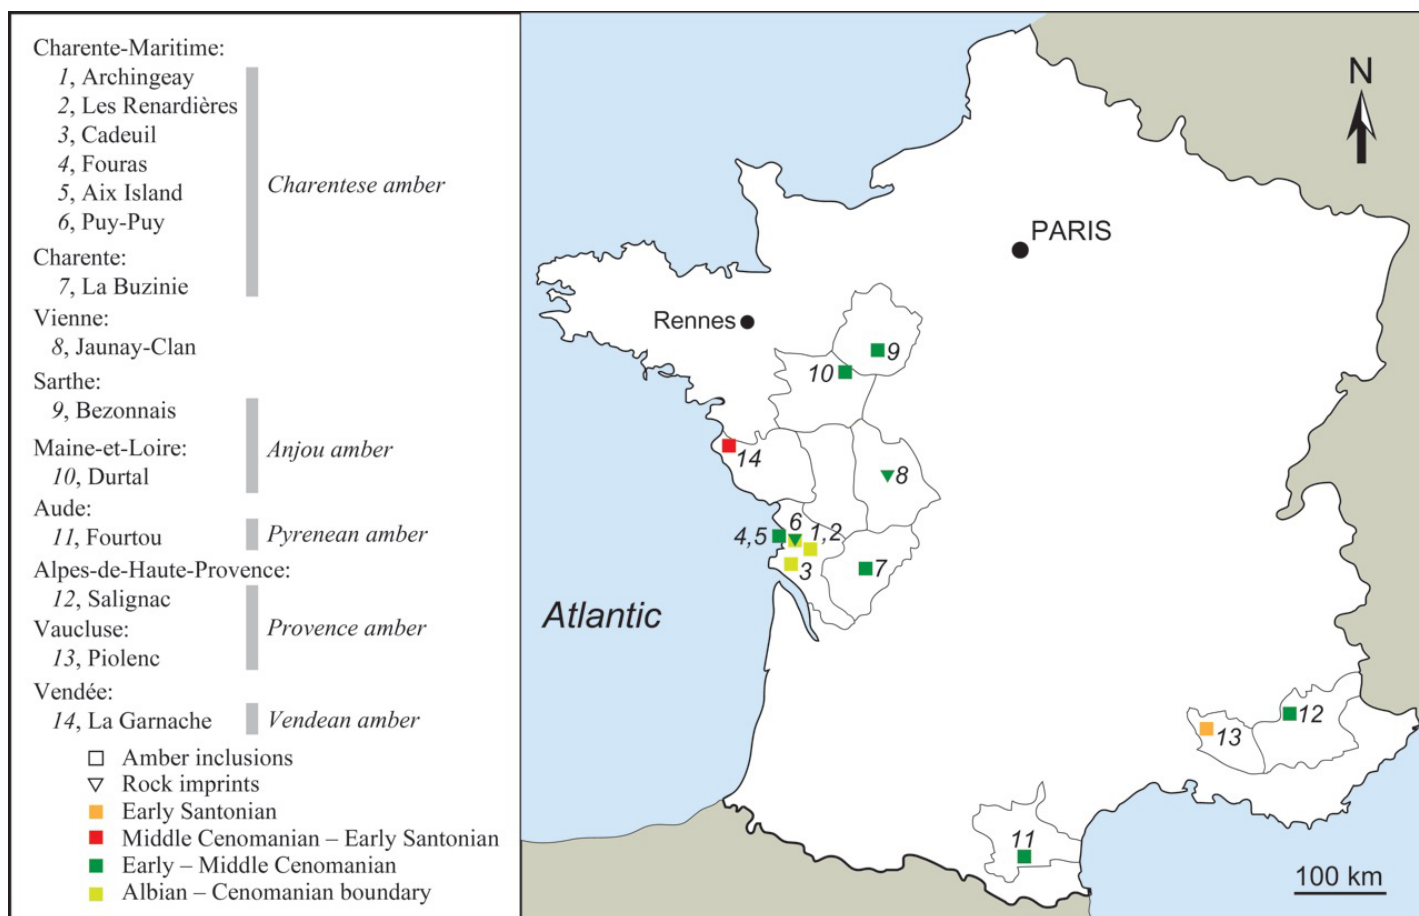 Charente-Maritime:
1, Archingeay
2, Les Renardières
3, Cadeuil
4, Fouras
5, Aix Island
6, Puy-Puy
Charentese amber
Charente:
7, La Buzinie
Vienne:
8, Jaunay-Clan
Sarthe:
9, Bezonnais
Anjou amber
Maine-et-Loire:
10, Durtal
Aude:
11, Fourtou
Pyrenean amber
Alpes-de-Haute-Provence:
12, Salignac
Provence amber
Vaucluse:
13, Piolenc
Vendée:
14, La Garnache
Vendean amber
Amber inclusions
Rock imprints
Early Santonian
Middle Cenomanian – Early Santonian
Early – Middle Cenomanian
Albian – Cenomanian boundary
N
PARIS
Rennes
9
10
14
8
6
4,5
1,2
3
7
Atlantic
12
13
11
100 km